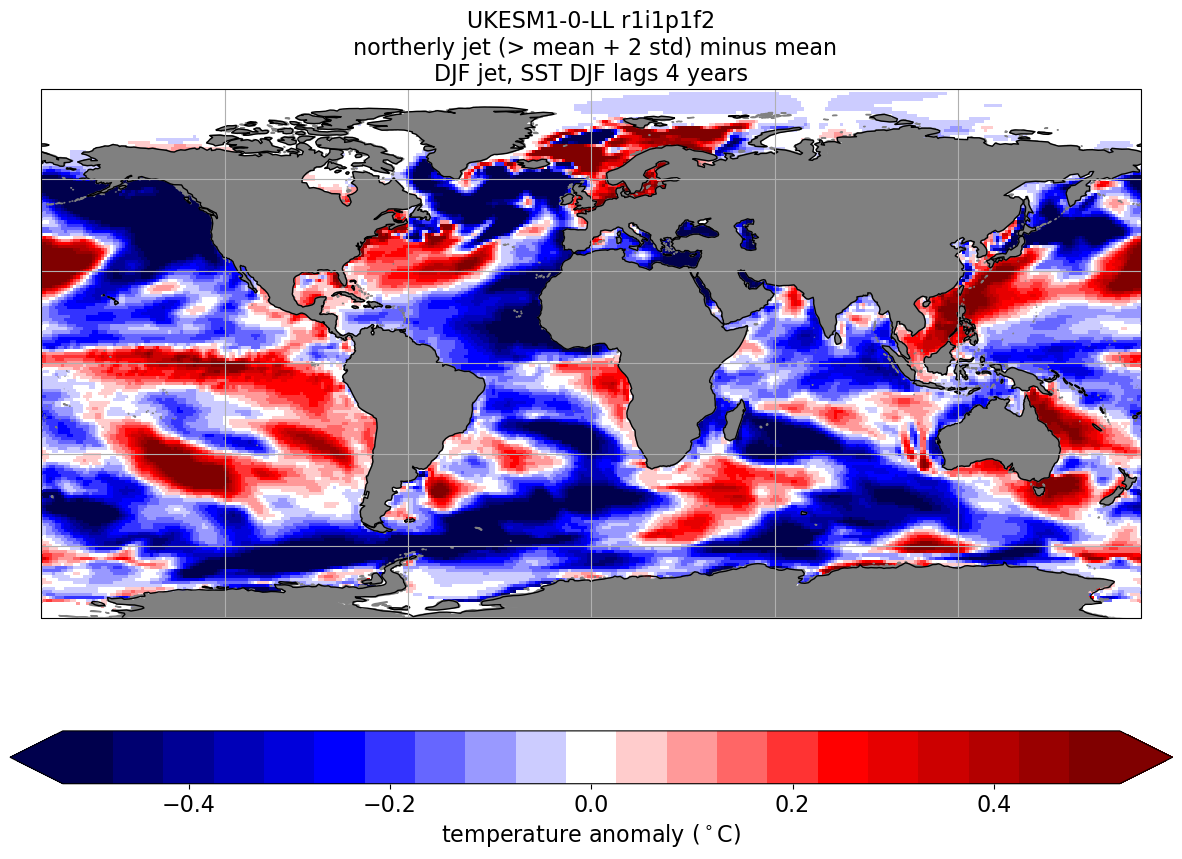 UKESM1-0-LL r1i1p1f2
northerly jet (> mean + 2 std) minus mean
DJF jet, SST DJF lags 4 years
−0.4 −0.2 0.0 0.2 0.4
temperature anomaly (°C)